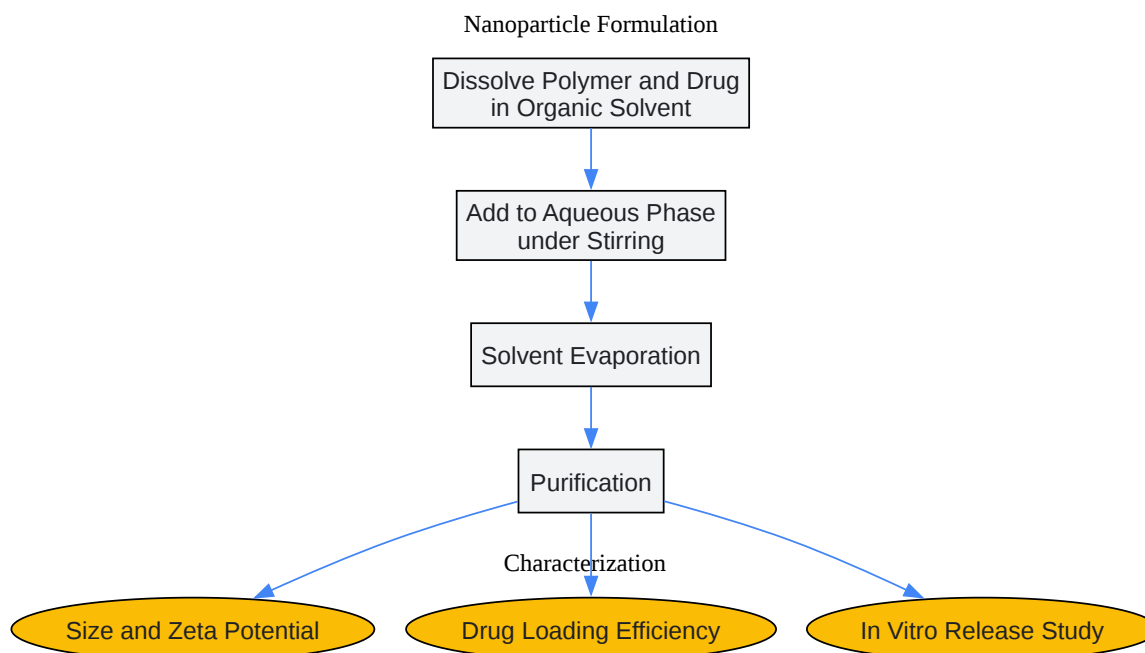 Nanoparticle Formulation
Dissolve Polymer and Drug
in Organic Solvent
Add to Aqueous Phase
under Stirring
Solvent Evaporation
Purification
Characterization
Size and Zeta Potential
Drug Loading Efficiency
In Vitro Release Study